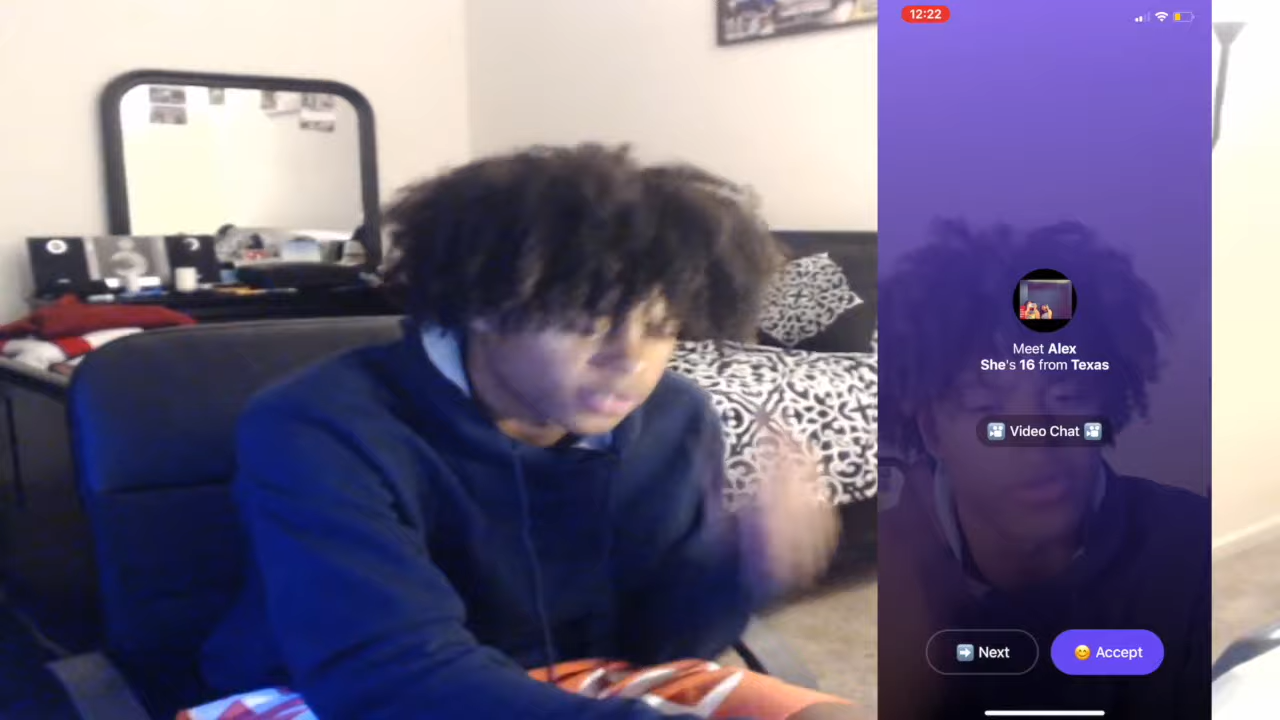 12:22
Meet Alex
She's 16 from Texas
Video Chat
Next
Accept